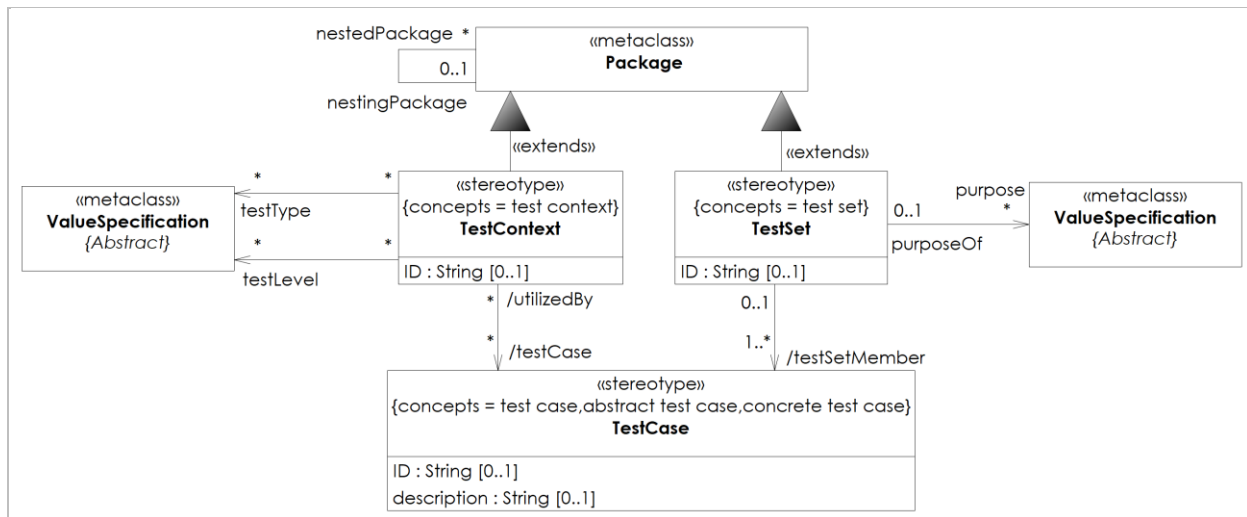 nestedPackage *
0..1
nestingPackage
«metaclass»
Package
«extends»
«extends»
«metaclass»
ValueSpecification
{Abstract}
* *
testType
* *
testLevel
«stereotype»
{concepts = test context}
TestContext
ID : String [0..1]
«stereotype»
{concepts = test set}
TestSet
ID : String [0..1]
purpose
0..1 *
purposeOf
«metaclass»
ValueSpecification
{Abstract}
* /utilizedBy
* /testCase
0..1
1..*
/testSetMember
«stereotype»
{concepts = test case,abstract test case,concrete test case}
TestCase
ID : String [0..1]
description : String [0..1]